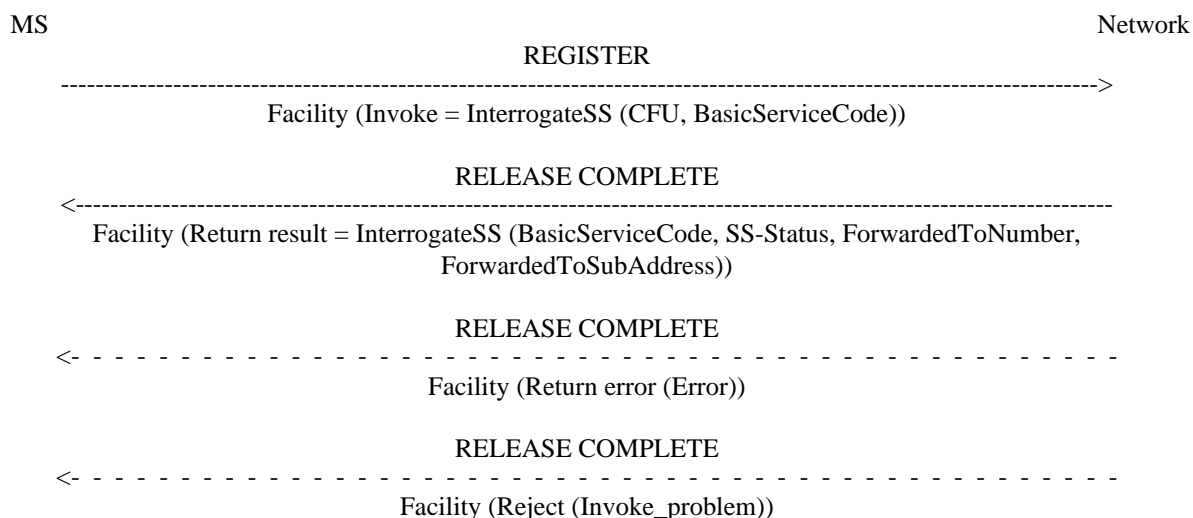 MS Network
REGISTER
------------------------------------------------------------------------------------------------------------------------>
Facility (Invoke = InterrogateSS (CFU, BasicServiceCode))
RELEASE COMPLETE
<------------------------------------------------------------------------------------------------------------------------
Facility (Return result = InterrogateSS (BasicServiceCode, SS-Status, ForwardedToNumber,
ForwardedToSubAddress))
RELEASE COMPLETE
<- - - - - - - - - - - - - - - - - - - - - - - - - - - - - - - - - - - - - - - - - - - - - - - - -
Facility (Return error (Error))
RELEASE COMPLETE
<- - - - - - - - - - - - - - - - - - - - - - - - - - - - - - - - - - - - - - - - - - - - - - - - -
Facility (Reject (Invoke_problem))